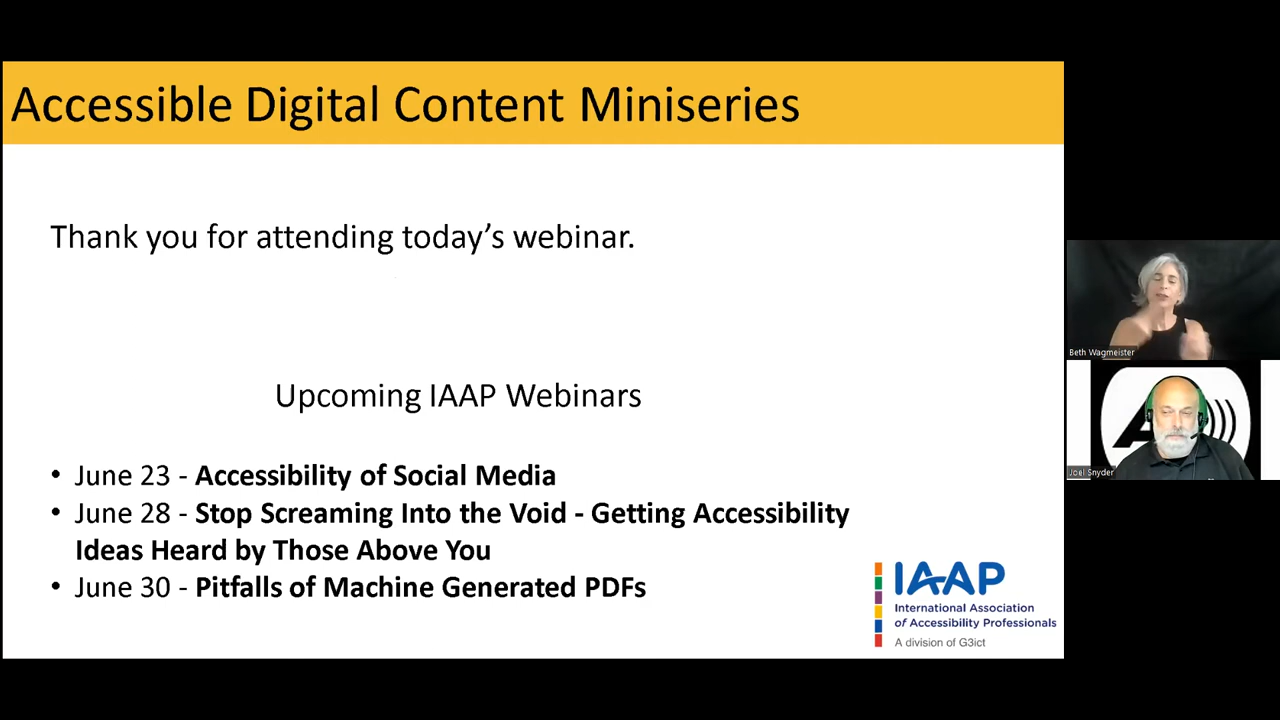 Accessible Digital Content Miniseries
Thank you for attending today's webinar.
Upcoming IAAP Webinars
• June 23 - Accessibility of Social Media
• June 28 - Stop Screaming Into the Void - Getting Accessibility
Ideas Heard by Those Above You
• June 30 - Pitfalls of Machine Generated PDFs
IAAP
International Association
of Accessibility Professionals
A division of G3ict
Beth Wagmeister
Joel Snyder